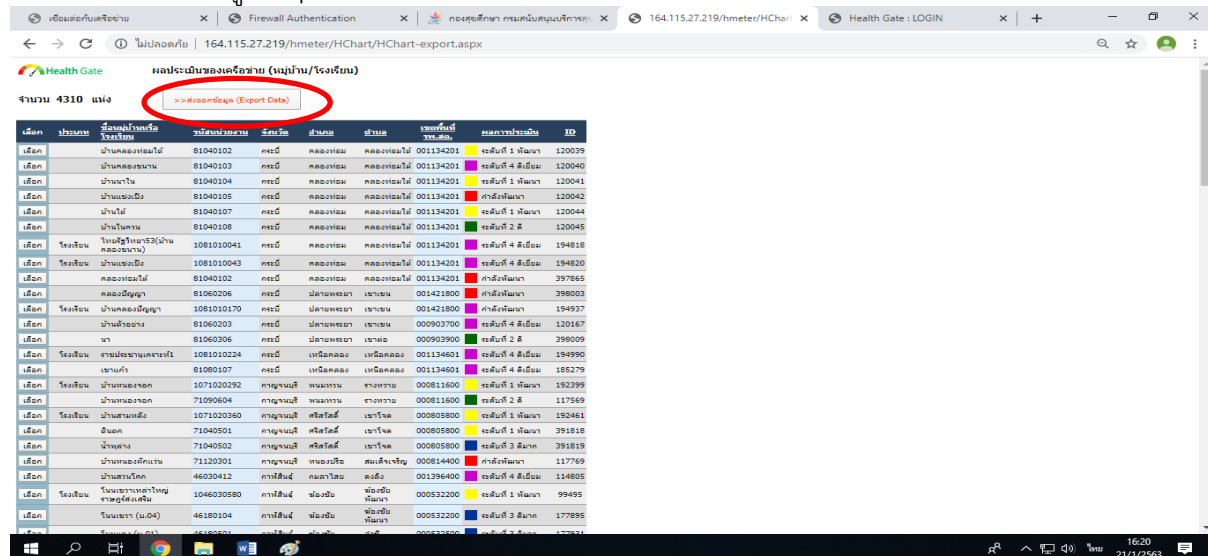 เชื่อมต่อกับเครือข่าย
Firewall Authentication
กองสุขศึกษา กรมสนับสนุนบริการสุข
164.115.27.219/hmeter/HChart
Health Gate : LOGIN
ไม่ปลอดภัย | 164.115.27.219/hmeter/HChart/HChart-export.aspx
Health Gate ผลประเมินของเครือข่าย (หมู่บ้าน/โรงเรียน)
จำนวน 4310 แห่ง >>ส่งออกข้อมูล (Export Data)
เลือก ประเภท ชื่อหมู่บ้านหรือโรงเรียน รหัสหน่วยงาน จังหวัด อำเภอ ตำบล เขตพื้นที่ รพ.สต. ผลการประเมิน ID
เลือก บ้านคลองท่อมใต้ 81040102 กระบี่ คลองท่อม คลองท่อมใต้ 001134201 ระดับที่ 1 พัฒนา 120039
เลือก บ้านคลองขนาน 81040103 กระบี่ คลองท่อม คลองท่อมใต้ 001134201 ระดับที่ 4 ดีเยี่ยม 120040
เลือก บ้านนาใน 81040104 กระบี่ คลองท่อม คลองท่อมใต้ 001134201 ระดับที่ 1 พัฒนา 120041
เลือก บ้านแข่งเป็ง 81040105 กระบี่ คลองท่อม คลองท่อมใต้ 001134201 กำลังพัฒนา 120042
เลือก บ้านใต้ 81040107 กระบี่ คลองท่อม คลองท่อมใต้ 001134201 ระดับที่ 1 พัฒนา 120044
เลือก บ้านในควน 81040108 กระบี่ คลองท่อม คลองท่อมใต้ 001134201 ระดับที่ 2 ดี 120045
เลือก โรงเรียน ไทยรัฐวิทยา53(บ้านคลองขนาน) 1081010041 กระบี่ คลองท่อม คลองท่อมใต้ 001134201 ระดับที่ 4 ดีเยี่ยม 194818
เลือก โรงเรียน บ้านแข่งเป็ง 1081010043 กระบี่ คลองท่อม คลองท่อมใต้ 001134201 ระดับที่ 4 ดีเยี่ยม 194820
เลือก คลองท่อมใต้ 81040102 กระบี่ คลองท่อม คลองท่อมใต้ 001134201 กำลังพัฒนา 397865
เลือก คลองปัญญา 81060206 กระบี่ ปลายพระยา เขาเขน 001421800 กำลังพัฒนา 398003
เลือก โรงเรียน บ้านคลองปัญญา 1081010170 กระบี่ ปลายพระยา เขาเขน 001421800 ระดับที่ 4 ดีเยี่ยม 194937
เลือก บ้านตัวอย่าง 81060203 กระบี่ ปลายพระยา เขาเขน 000903700 ระดับที่ 4 ดีเยี่ยม 120167
เลือก นา 81060306 กระบี่ ปลายพระยา เขาต่อ 000903900 ระดับที่ 2 ดี 398009
เลือก โรงเรียน ราชประชานุเคราะห์1 1081010224 กระบี่ เหนือคลอง เหนือคลอง 001134601 ระดับที่ 4 ดีเยี่ยม 194990
เลือก เขาแก้ว 81080107 กระบี่ เหนือคลอง เหนือคลอง 001134601 ระดับที่ 4 ดีเยี่ยม 185279
เลือก โรงเรียน บ้านหนองจอก 1071020292 กาญจนบุรี พนมทวน รางหวาย 000811600 ระดับที่ 1 พัฒนา 192399
เลือก บ้านหนองจอก 71090604 กาญจนบุรี พนมทวน รางหวาย 000811600 ระดับที่ 2 ดี 117569
เลือก โรงเรียน บ้านสามหลัง 1071020360 กาญจนบุรี ศรีสวัสดิ์ เขาโจด 000805800 ระดับที่ 1 พัฒนา 192461
เลือก ตีนตก 71040501 กาญจนบุรี ศรีสวัสดิ์ เขาโจด 000805800 ระดับที่ 1 พัฒนา 391818
เลือก น้ำพุล่าง 71040502 กาญจนบุรี ศรีสวัสดิ์ เขาโจด 000805800 ระดับที่ 3 ดีมาก 391819
เลือก บ้านหนองผักแว่น 71120301 กาญจนบุรี หนองปรือ สมเด็จเจริญ 000814400 กำลังพัฒนา 117769
เลือก บ้านสวนโคก 46030412 กาฬสินธุ์ กมลาไสย ดงลิง 001396400 ระดับที่ 4 ดีเยี่ยม 114805
เลือก โรงเรียน โนนเขวาเหล่าใหญ่ราษฎร์ส่งเสริม 1046030580 กาฬสินธุ์ ฆ้องชัย ฆ้องชัยพัฒนา 000532200 ระดับที่ 1 พัฒนา 99495
เลือก โนนเขวา (ม.04) 46180104 กาฬสินธุ์ ฆ้องชัย ฆ้องชัยพัฒนา 000532200 ระดับที่ 3 ดีมาก 177895
ไทย
16:20
21/1/2563